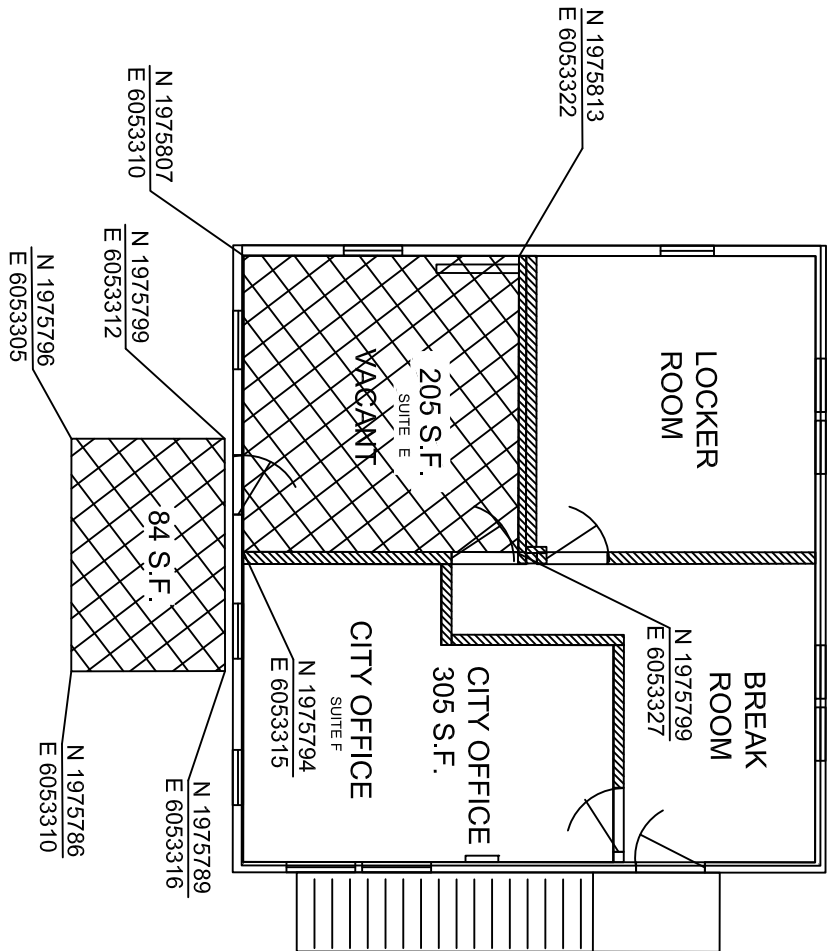 N 1975813
E 6053322
N 1975807
E 6053310
N 1975799
E 6053312
N 1975796
E 6053305
LOCKER
ROOM
205 S.F.
SUITE E
VACANT
84 S.F.
BREAK
ROOM
N 1975799
E 6053327
CITY OFFICE
305 S.F.
CITY OFFICE
SUITE F
N 1975794
E 6053315
N 1975789
E 6053316
N 1975786
E 6053310